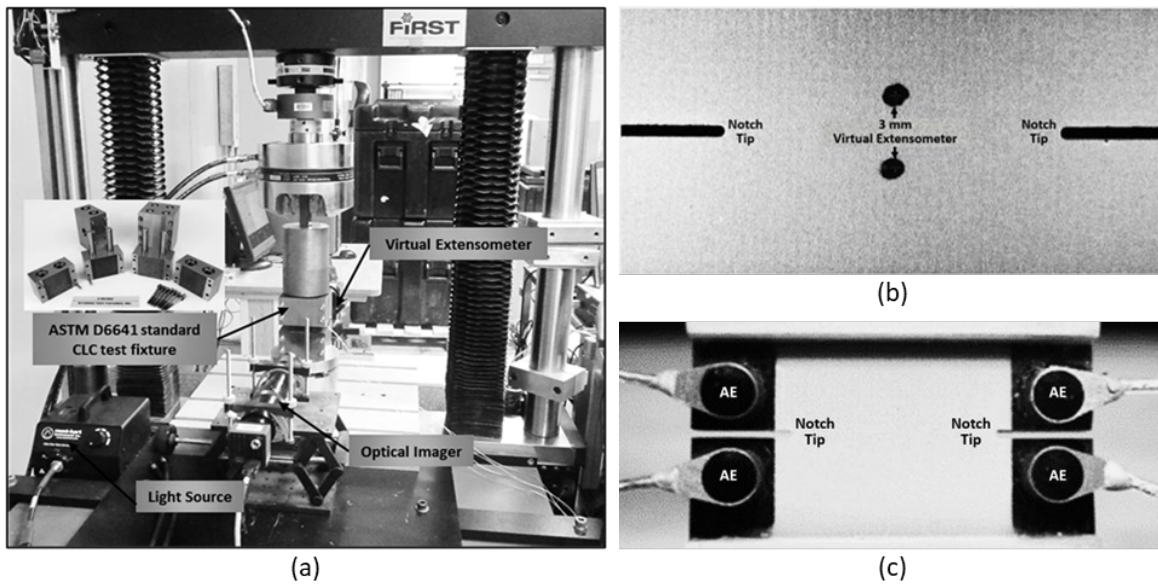 FiRST
Virtual Extensometer
ASTM D6641 standard
CLC test fixture
Optical Imager
Light Source
(a)
Notch
Tip
3 mm
Virtual Extensometer
Notch
Tip
(b)
AE
AE
Notch
Tip
Notch
Tip
AE
AE
(c)